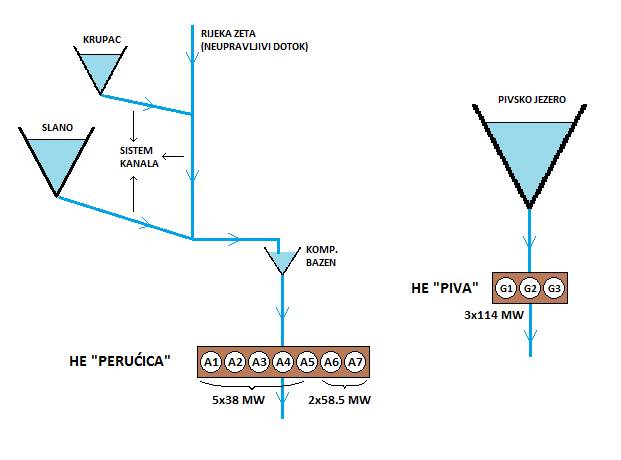 KRUPAC
RIJEKA ZETA
(NEUPRAVLJIVI DOTOK)
SLANO
SISTEM
KANALA
KOMP.
BAZEN
PIVSKO JEZERO
HE "PIVA"
G1 G2 G3
3x114 MW
HE "PERUĆICA"
A1 A2 A3 A4 A5 A6 A7
5x38 MW
2x58.5 MW